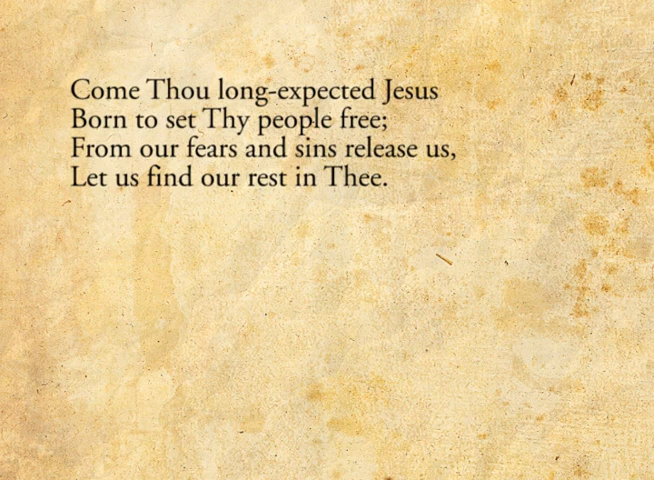 Come Thou long-expected Jesus
Born to set Thy people free;
From our fears and sins release us,
Let us find our rest in Thee.